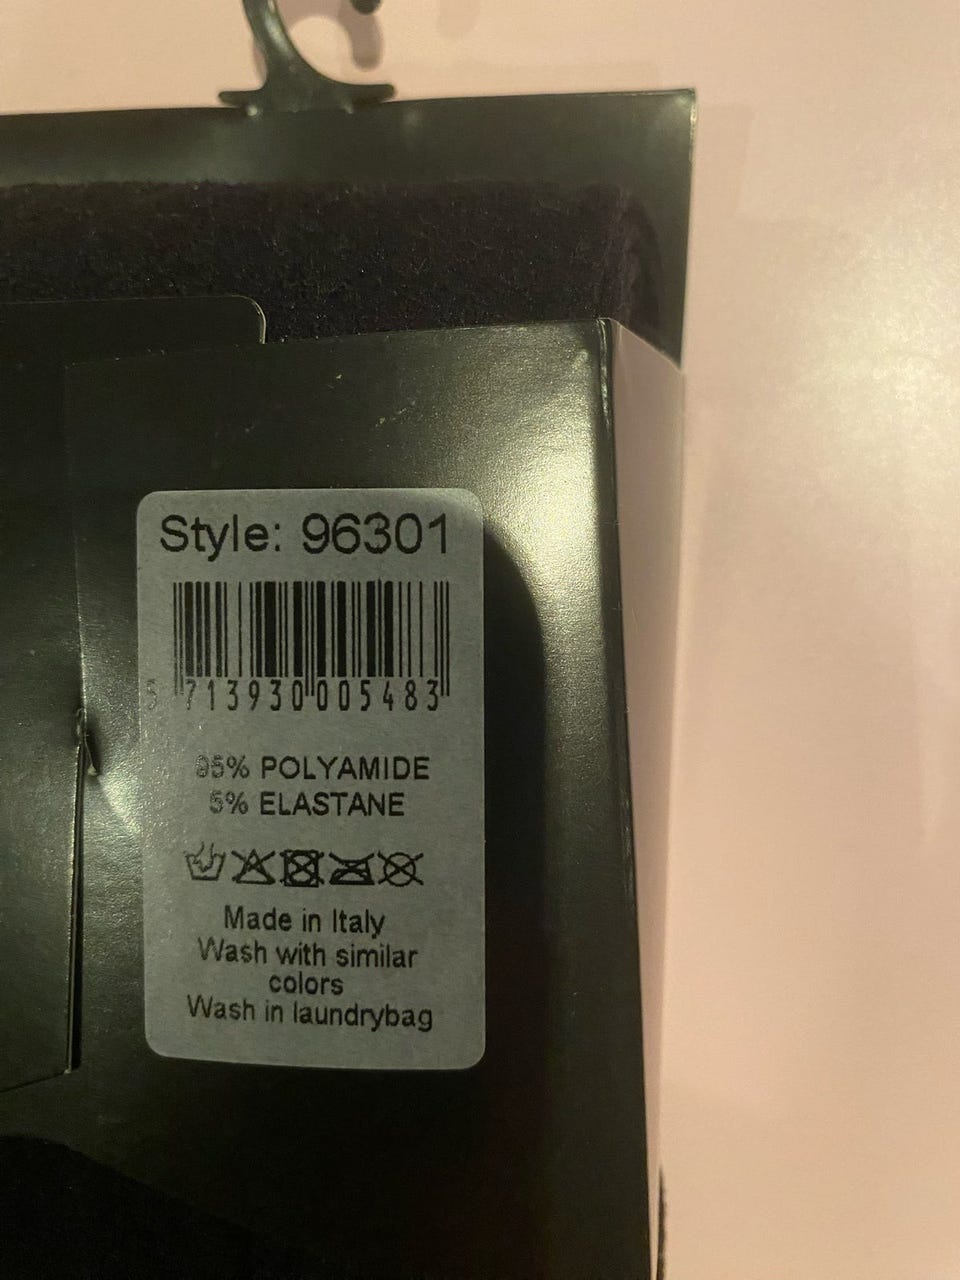 Style: 96301
5 713930 005483
95% POLYAMIDE
5% ELASTANE
Made in Italy
Wash with similar
colors
Wash in laundrybag